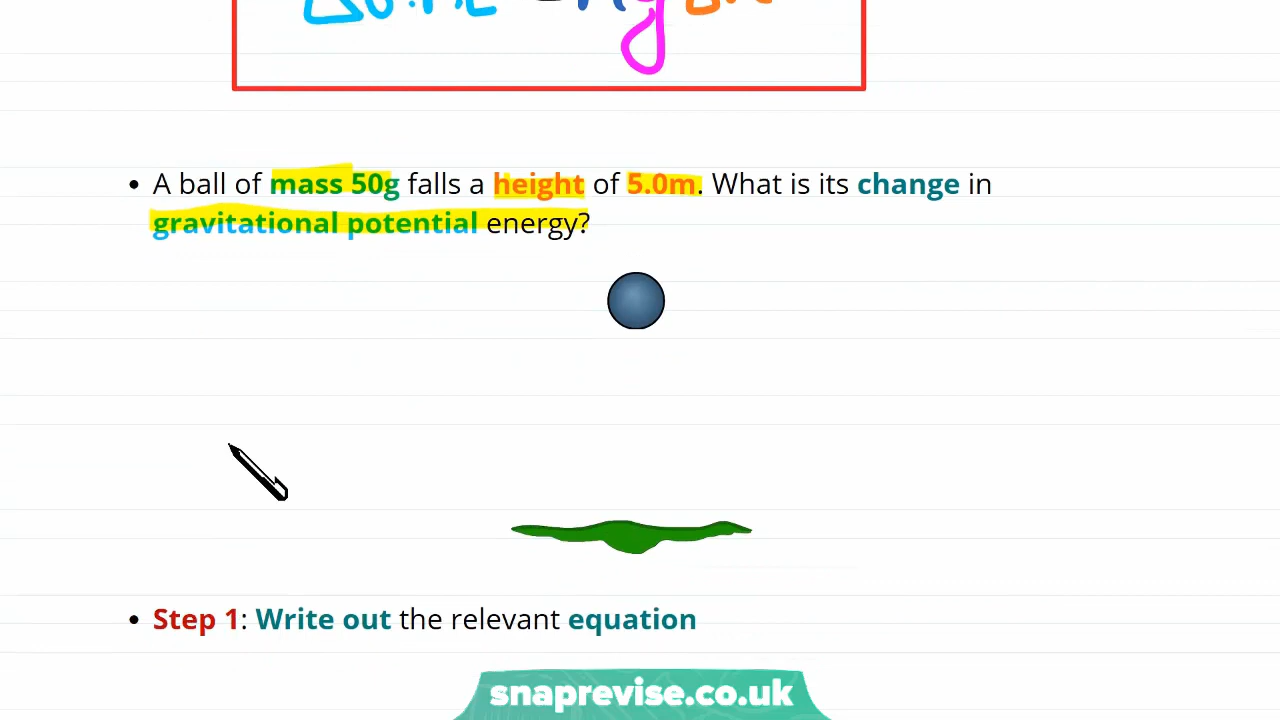 • A ball of mass 50g falls a height of 5.0m. What is its change in
gravitational potential energy?
• Step 1: Write out the relevant equation
snaprevise.co.uk